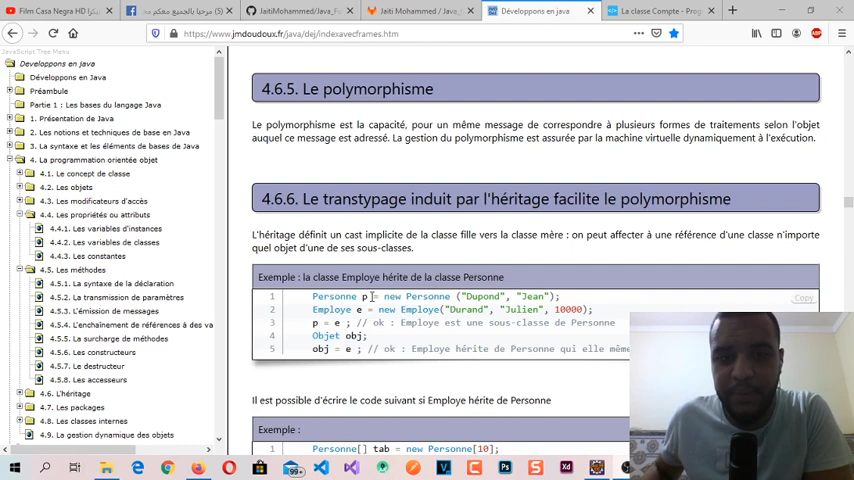 Film Casa Negra HD
(5) مرحبا بالجميع معكم
JaitiMohammed/Java_F
Jaiti Mohammed / Java_F
Développons en java
La classe Compte - Prog
https://www.jmdoudoux.fr/java/dej/indexavecframes.htm
ABP
JavaScript Tree Menu
Developpons en java
Développons en Java
Préambule
Partie 1 : Les bases du langage Java
1. Présentation de Java
2. Les notions et techniques de base en Java
3. La syntaxe et les éléments de bases de Java
4. La programmation orientée objet
4.1. Le concept de classe
4.2. Les objets
4.3. Les modificateurs d'accès
4.4. Les propriétés ou attributs
4.4.1. Les variables d'instances
4.4.2. Les variables de classes
4.4.3. Les constantes
4.5. Les méthodes
4.5.1. La syntaxe de la déclaration
4.5.2. La transmission de paramètres
4.5.3. L'émission de messages
4.5.4. L'enchaînement de références à des va
4.5.5. La surcharge de méthodes
4.5.6. Les constructeurs
4.5.7. Le destructeur
4.5.8. Les accesseurs
4.6. L'héritage
4.7. Les packages
4.8. Les classes internes
4.9. La gestion dynamique des objets
4.6.5. Le polymorphisme
Le polymorphisme est la capacité, pour un même message de correspondre à plusieurs formes de traitements selon l'objet
auquel ce message est adressé. La gestion du polymorphisme est assurée par la machine virtuelle dynamiquement à l'exécution.
4.6.6. Le transtypage induit par l'héritage facilite le polymorphisme
L'héritage définit un cast implicite de la classe fille vers la classe mère : on peut affecter à une référence d'une classe n'importe
quel objet d'une de ses sous-classes.
Exemple : la classe Employe hérite de la classe Personne
1 Personne p = new Personne ("Dupond", "Jean");
2 Employe e = new Employe("Durand", "Julien", 10000);
3 p = e ; // ok : Employe est une sous-classe de Personne
4 Objet obj;
5 obj = e ; // ok : Employe hérite de Personne qui elle même
Copy
Il est possible d'écrire le code suivant si Employe hérite de Personne
Exemple :
1 Personne[] tab = new Personne[10];
99+
Ps
Xd